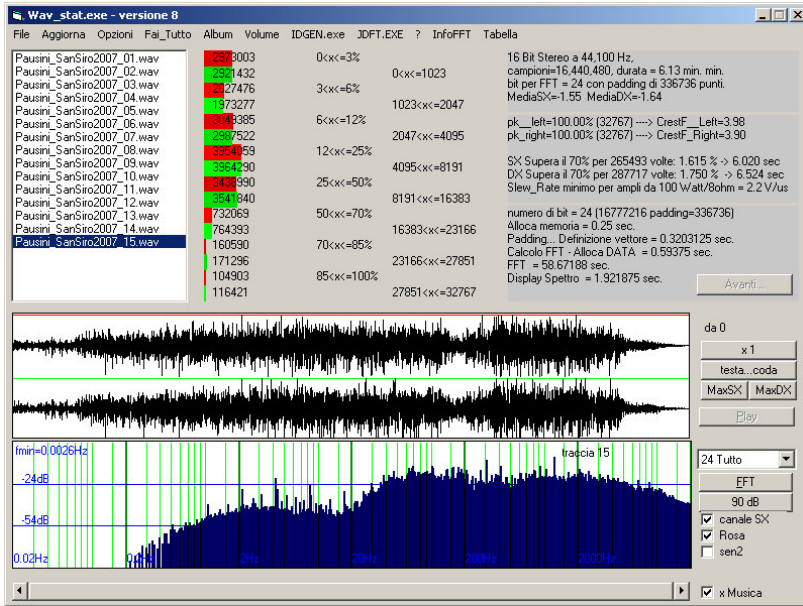 Wav_stat.exe - versione 8
File Aggiorna Opzioni Fai_Tutto Album Volume IDGEN.exe JDFT.EXE ? InfoFFT Tabella
Pausini_SanSiro2007_01.wav
Pausini_SanSiro2007_02.wav
Pausini_SanSiro2007_03.wav
Pausini_SanSiro2007_04.wav
Pausini_SanSiro2007_05.wav
Pausini_SanSiro2007_06.wav
Pausini_SanSiro2007_07.wav
Pausini_SanSiro2007_08.wav
Pausini_SanSiro2007_09.wav
Pausini_SanSiro2007_10.wav
Pausini_SanSiro2007_11.wav
Pausini_SanSiro2007_12.wav
Pausini_SanSiro2007_13.wav
Pausini_SanSiro2007_14.wav
Pausini_SanSiro2007_15.wav
2973003 0<x<=3%
2921432 0<x<=1023
2027476 3<x<=6%
1973277 1023<x<=2047
3049385 6<x<=12%
2987522 2047<x<=4095
3954059 12<x<=25%
3964290 4095<x<=8191
3438990 25<x<=50%
3541840 8191<x<=16383
732069 50<x<=70%
764393 16383<x<=23166
160590 70<x<=85%
171296 23166<x<=27851
104903 85<x<=100%
116421 27851<x<=32767
16 Bit Stereo a 44,100 Hz,
campioni=16,440,480, durata = 6.13 min. min.
bit per FFT = 24 con padding di 336736 punti.
MediaSX=-1.55 MediaDX=-1.64
pk__left=100.00% (32767) ----> CrestF__Left=3.98
pk_right=100.00% (32767) ----> CrestF_Right=3.90
SX Supera il 70% per 265493 volte: 1.615 % -> 6.020 sec
DX Supera il 70% per 287717 volte: 1.750 % -> 6.524 sec
Slew_Rate minimo per ampli da 100 Watt/8ohm = 2.2 V/us
numero di bit = 24 (16777216 padding=336736)
Alloca memoria = 0.25 sec.
Padding... Definizione vettore = 0.3203125 sec.
Calcolo FFT - Alloca DATA = 0.59375 sec.
FFT = 58.67188 sec.
Display Spettro = 1.921875 sec.
Avanti...
da 0
x 1
testa...coda
MaxSX MaxDX
Play
fmin=0.0026Hz
traccia 15
-24dB
-54dB
0.02Hz
2Hz
20Hz
200Hz
2000Hz
24 Tutto
FFT
90 dB
canale SX
Rosa
sen2
x Musica